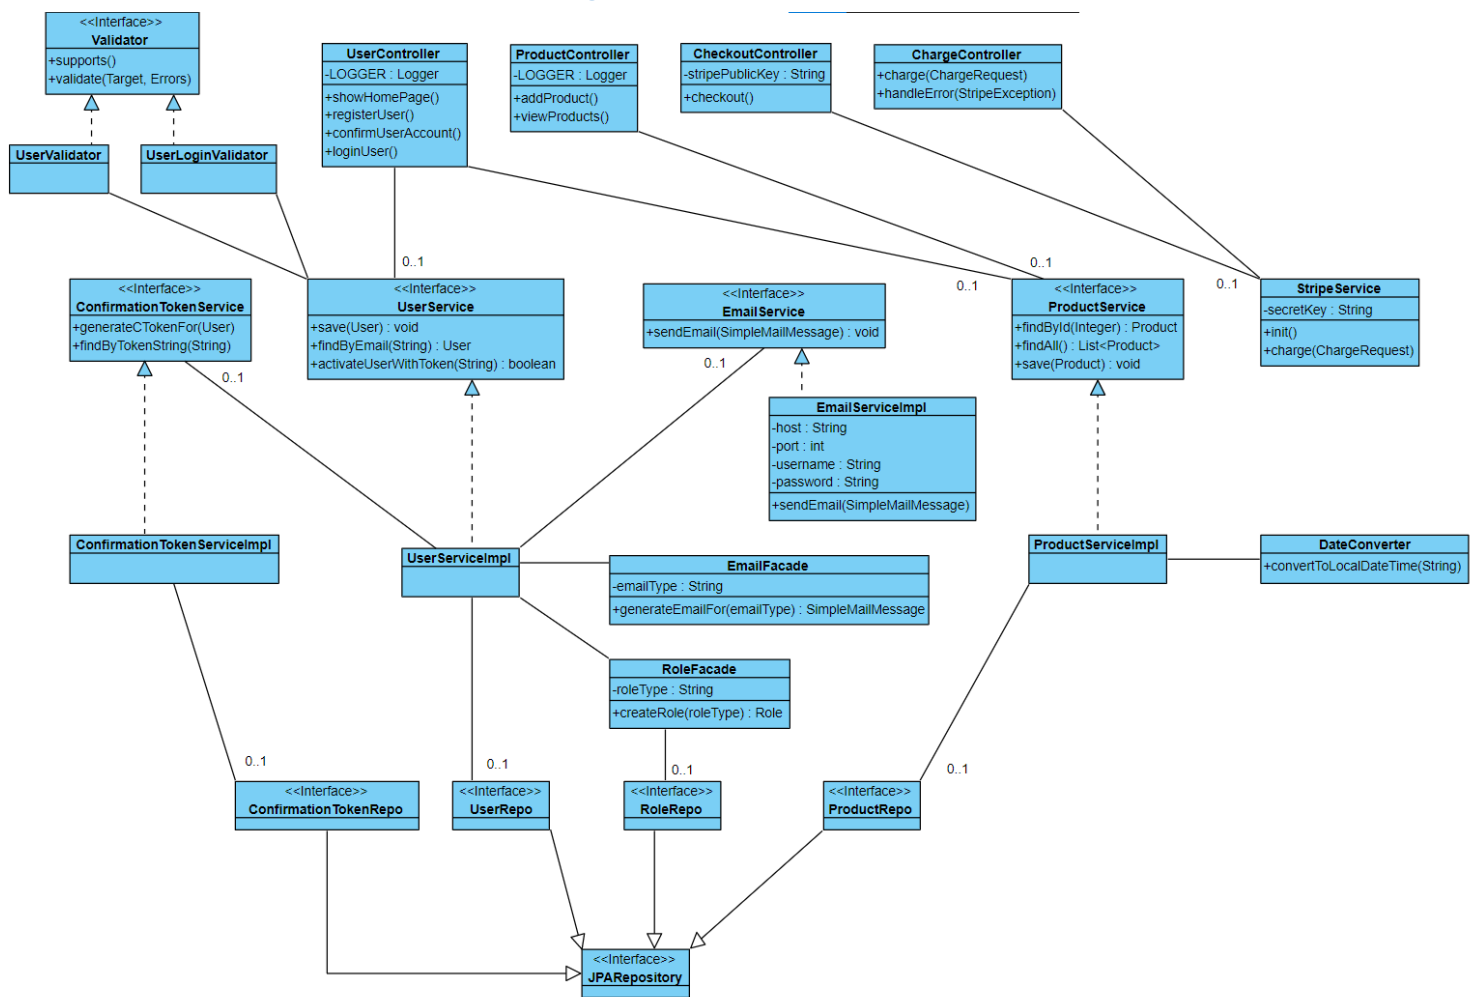 <<Interface>>
Validator
+supports()
+validate(Target, Errors)
UserController
-LOGGER : Logger
+showHomePage()
+registerUser()
+confirmUserAccount()
+loginUser()
ProductController
-LOGGER : Logger
+addProduct()
+viewProducts()
CheckoutController
-stripePublicKey : String
+checkout()
ChargeController
+charge(ChargeRequest)
+handleError(StripeException)
UserValidator
UserLoginValidator
0..1
0..1
0..1
0..1
<<Interface>>
ConfirmationTokenService
+generateCTokenFor(User)
+findByTokenString(String)
<<Interface>>
UserService
+save(User) : void
+findByEmail(String) : User
+activateUserWithToken(String) : boolean
<<Interface>>
EmailService
+sendEmail(SimpleMailMessage) : void
<<Interface>>
ProductService
+findById(Integer) : Product
+findAll() : List<Product>
+save(Product) : void
StripeService
-secretKey : String
+init()
+charge(ChargeRequest)
0..1
0..1
EmailServiceImpl
-host : String
-port : int
-username : String
-password : String
+sendEmail(SimpleMailMessage)
ConfirmationTokenServiceImpl
UserServiceImpl
EmailFacade
-emailType : String
+generateEmailFor(emailType) : SimpleMailMessage
ProductServiceImpl
DateConverter
+convertToLocalDateTime(String)
RoleFacade
-roleType : String
+createRole(roleType) : Role
0..1
0..1
0..1
0..1
<<Interface>>
ConfirmationTokenRepo
<<Interface>>
UserRepo
<<Interface>>
RoleRepo
<<Interface>>
ProductRepo
<<Interface>>
JPARepository